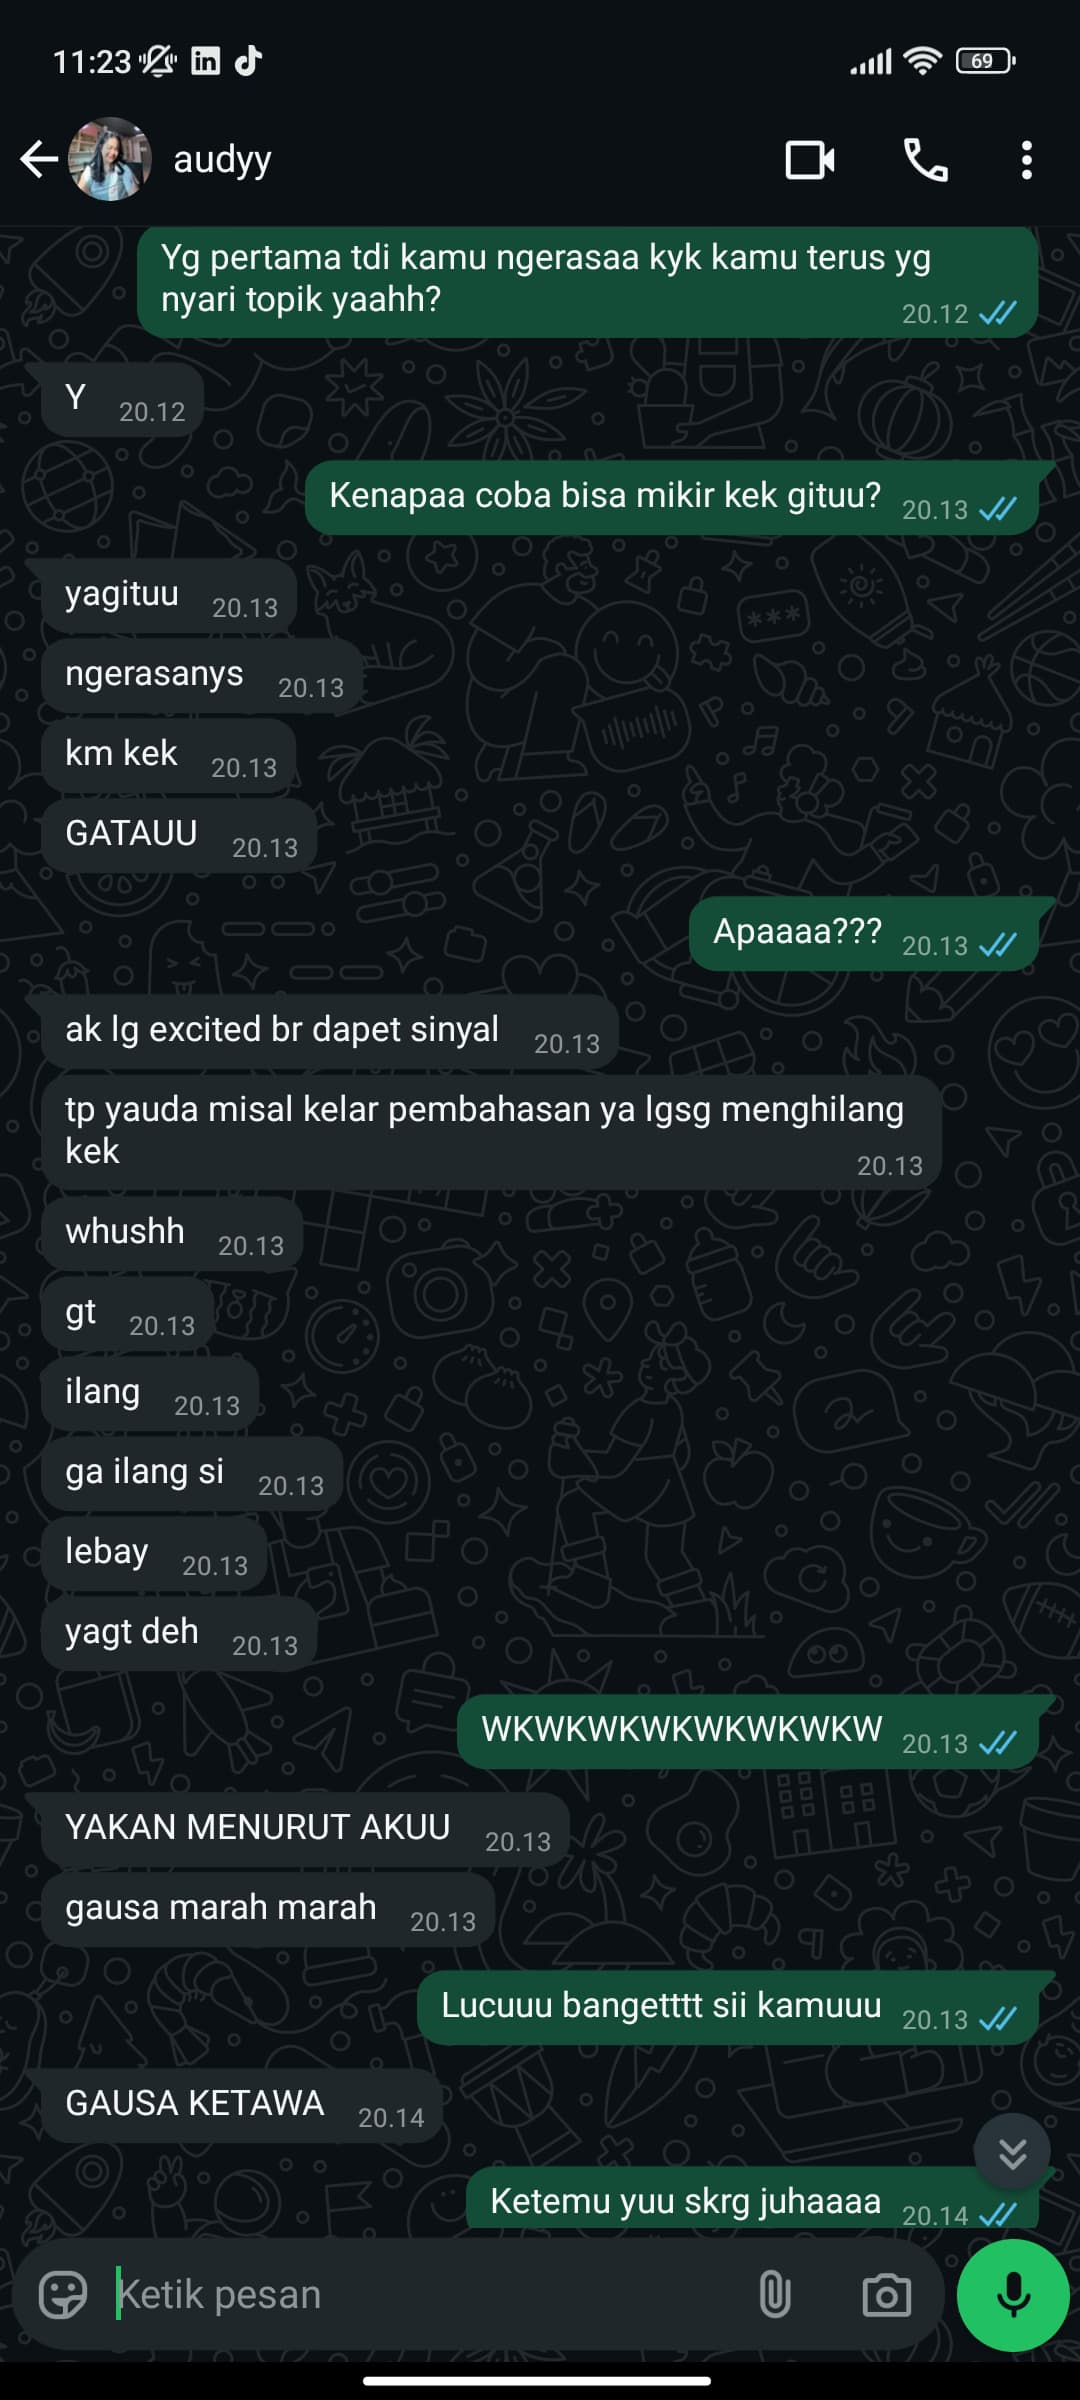 11:23
in
69
audyy
Yg pertama tdi kamu ngerasaa kyk kamu terus yg
nyari topik yaahh?
20.12
Y
20.12
Kenapaa coba bisa mikir kek gituu?
20.13
yagituu
20.13
ngerasanys
20.13
km kek
20.13
GATAUU
20.13
Apaaaa???
20.13
ak lg excited br dapet sinyal
20.13
tp yauda misal kelar pembahasan ya lgsg menghilang
kek
20.13
whushh
20.13
gt
20.13
ilang
20.13
ga ilang si
20.13
lebay
20.13
yagt deh
20.13
WKWKWKWKWKWKWKW
20.13
YAKAN MENURUT AKUU
20.13
gausa marah marah
20.13
Lucuuu bangetttt sii kamuuu
20.13
GAUSA KETAWA
20.14
Ketemu yuu skrg juhaaaa
20.14
Ketik pesan